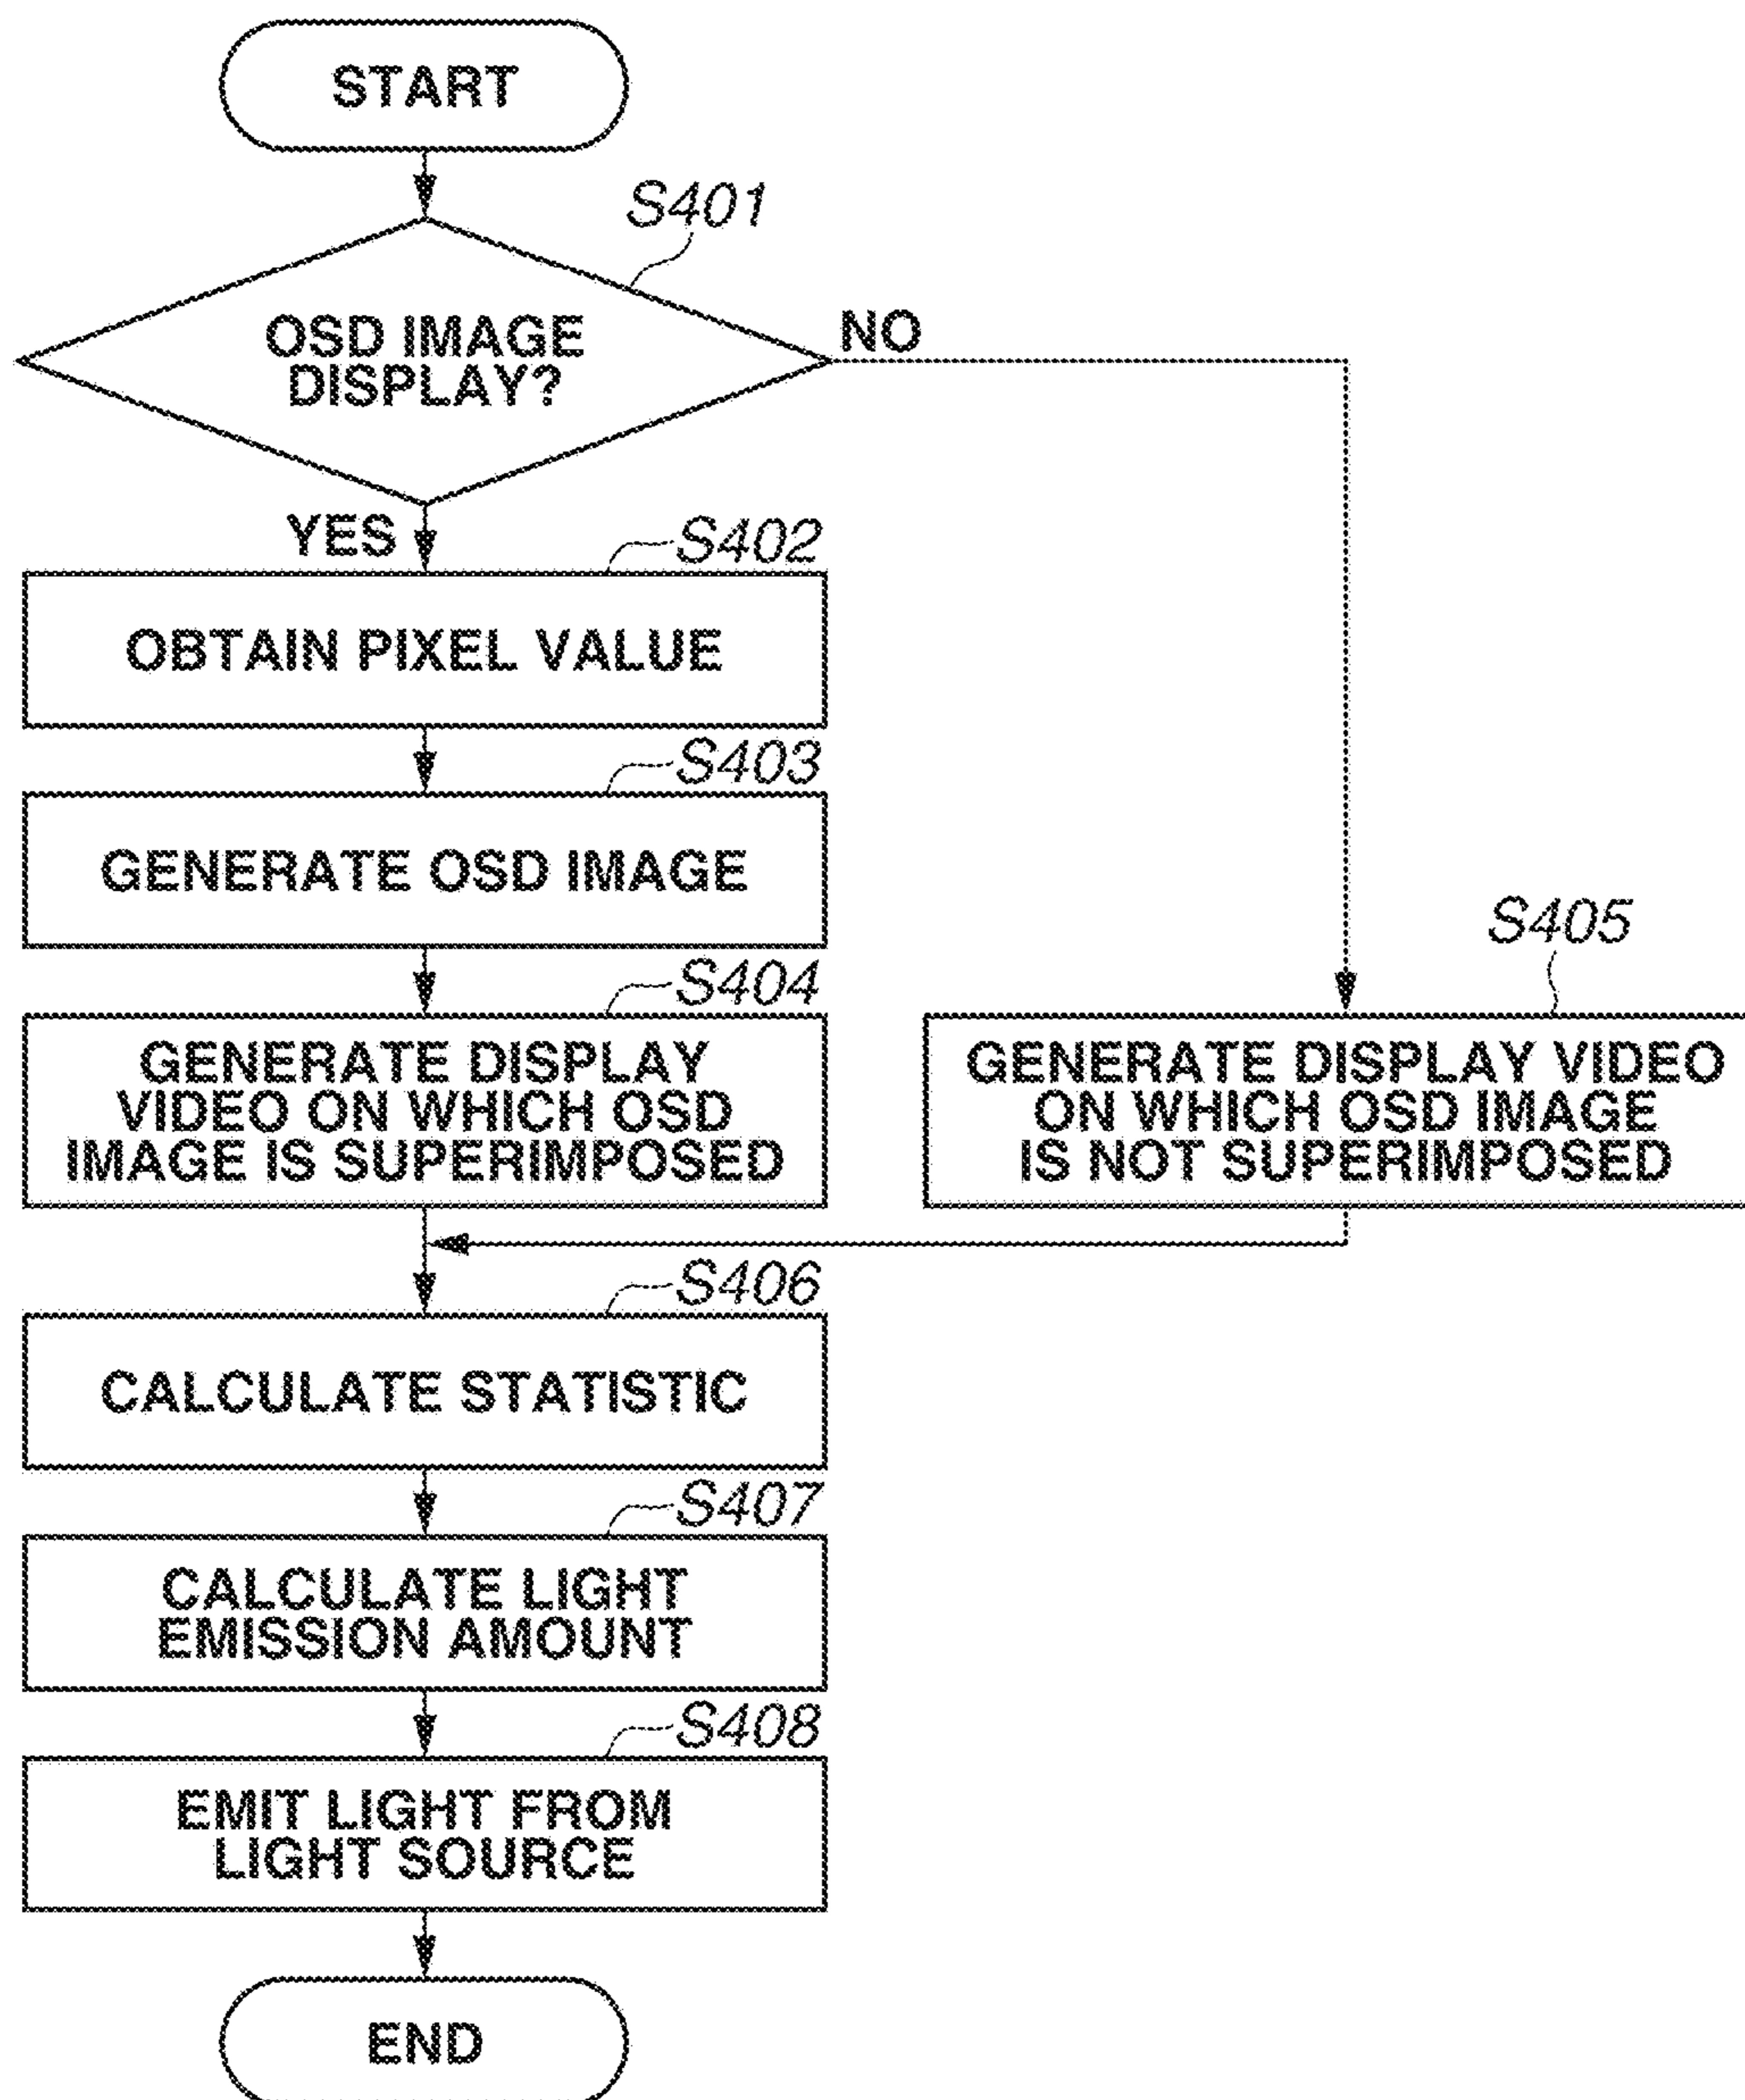 START
S401
OSD IMAGE
DISPLAY?
NO
YES
S402
OBTAIN PIXEL VALUE
S403
GENERATE OSD IMAGE
S404
GENERATE DISPLAY
VIDEO ON WHICH OSD
IMAGE IS SUPERIMPOSED
S405
GENERATE DISPLAY VIDEO
ON WHICH OSD IMAGE
IS NOT SUPERIMPOSED
S406
CALCULATE STATISTIC
S407
CALCULATE LIGHT
EMISSION AMOUNT
S408
EMIT LIGHT FROM
LIGHT SOURCE
END